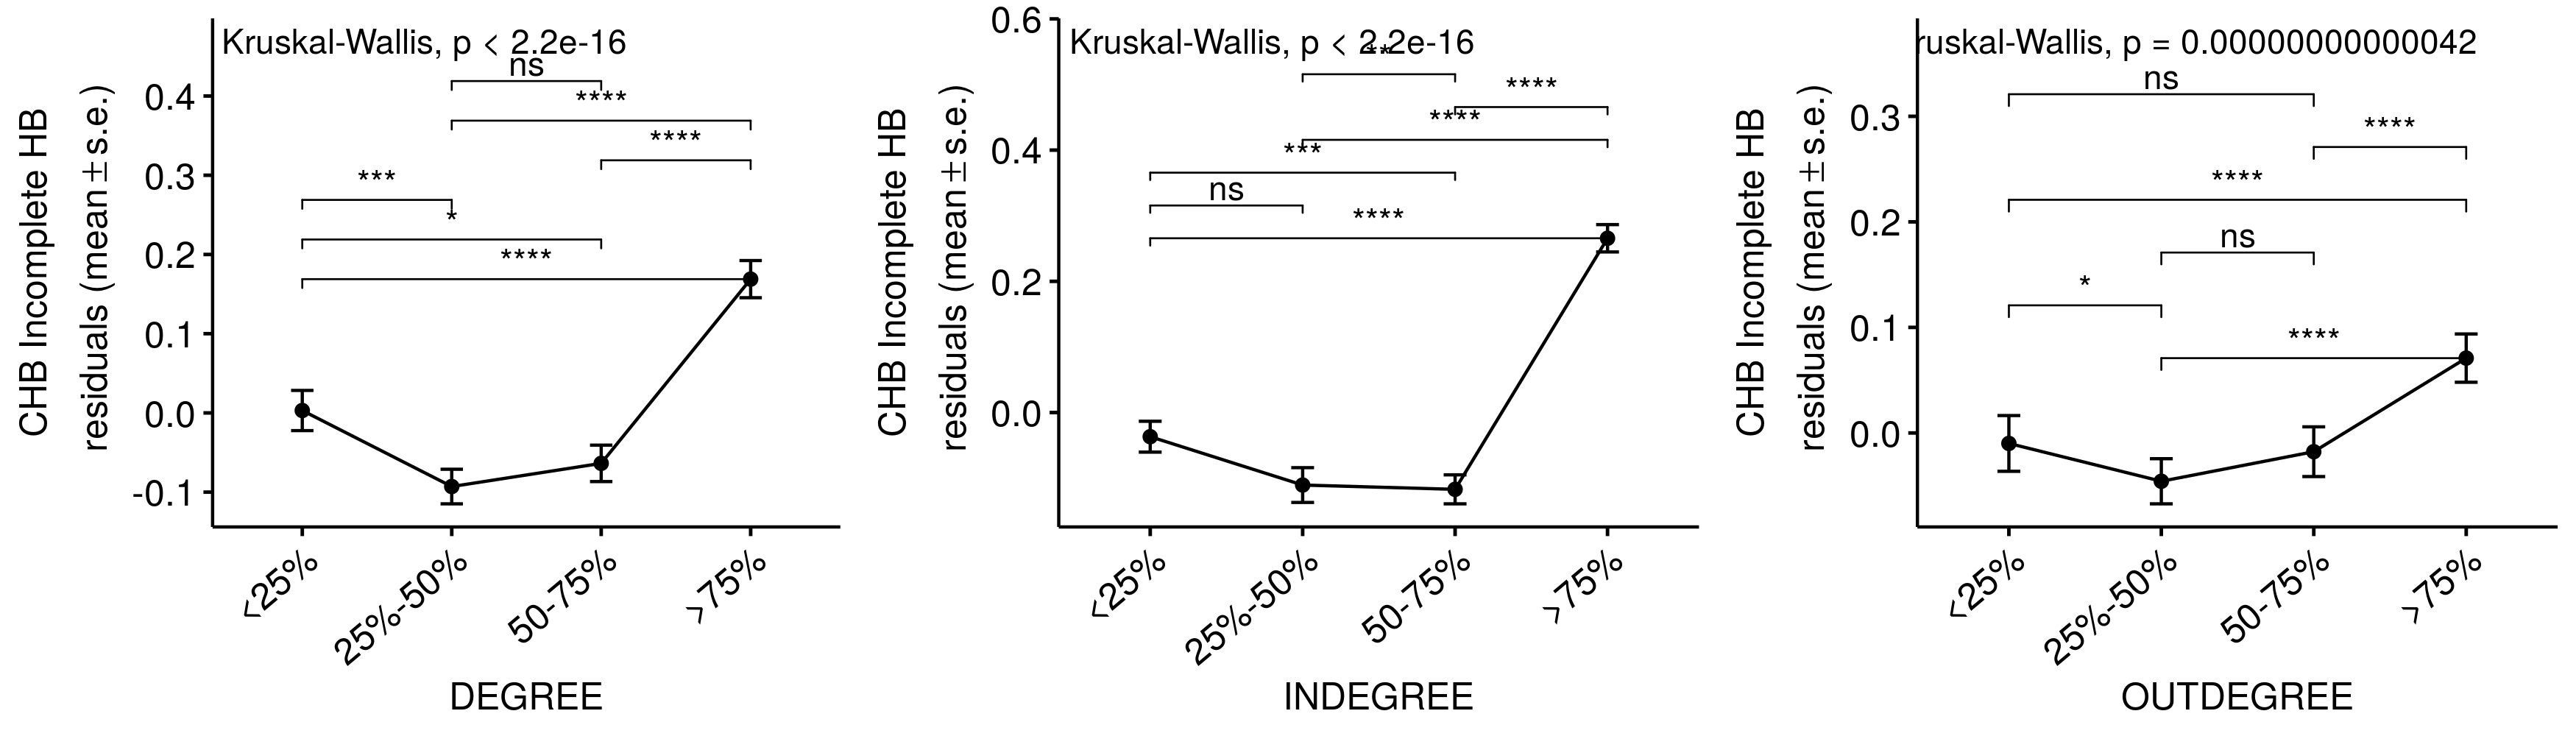 Kruskal-Wallis, p < 2.2e-16
ns
****
****
***
*
****
0.4
0.3
0.2
0.1
0.0
-0.1
CHB Incomplete HB
residuals (mean±s.e.)
<25%
25%-50%
50-75%
>75%
DEGREE
Kruskal-Wallis, p < 2.2e-16
**
****
****
***
ns
****
0.6
0.4
0.2
0.0
CHB Incomplete HB
residuals (mean±s.e.)
<25%
25%-50%
50-75%
>75%
INDEGREE
ruskal-Wallis, p = 0.00000000000042
ns
****
****
ns
*
****
0.3
0.2
0.1
0.0
CHB Incomplete HB
residuals (mean±s.e.)
<25%
25%-50%
50-75%
>75%
OUTDEGREE